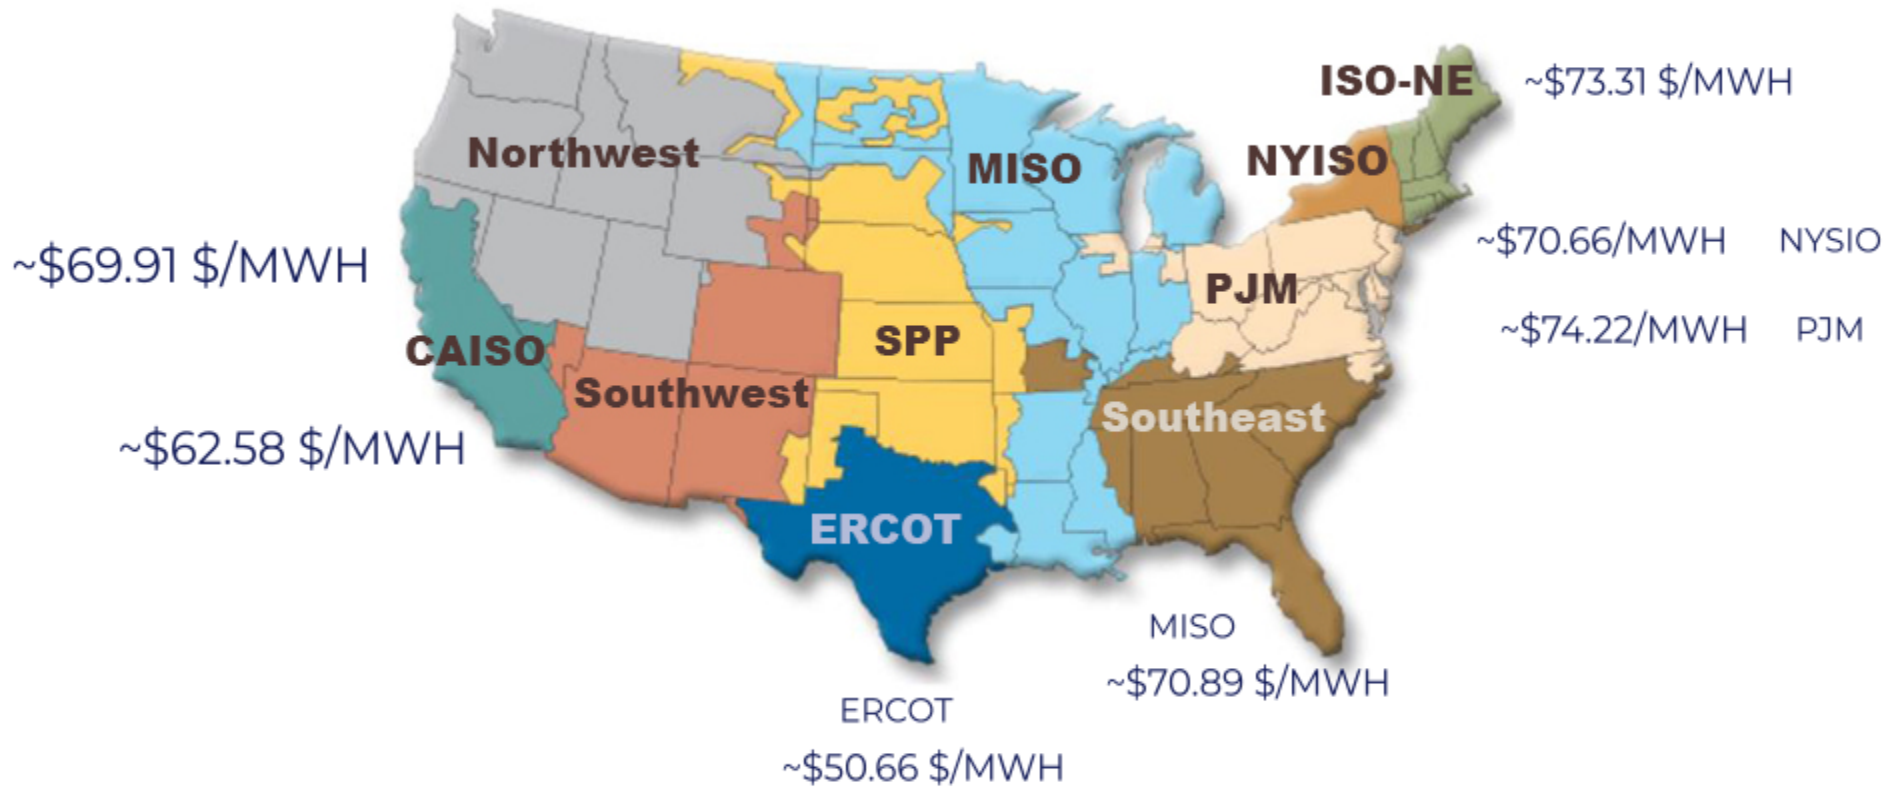 ISO-NE ~$73.31 $/MWH
Northwest
MISO
NYISO
~$70.66/MWH NYSIO
~$69.91 $/MWH
PJM
~$74.22/MWH PJM
SPP
CAISO
Southwest
Southeast
~$62.58 $/MWH
ERCOT
MISO
~$70.89 $/MWH
ERCOT
~$50.66 $/MWH